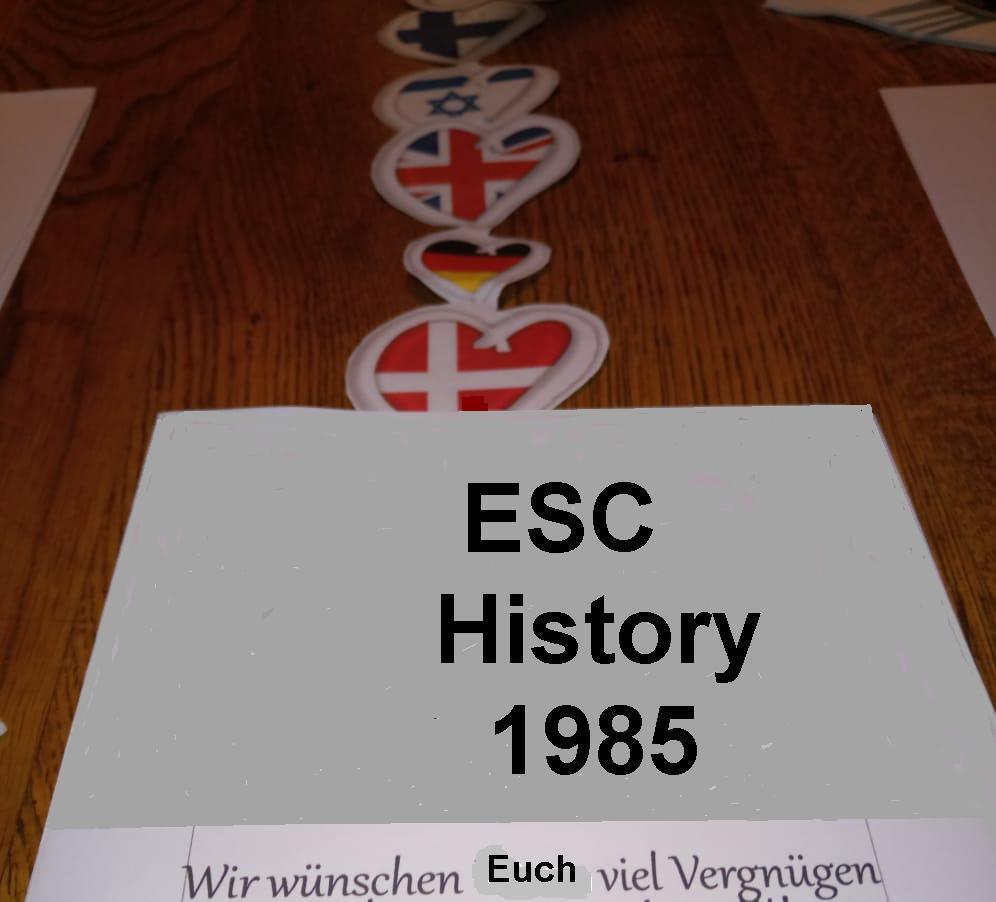 ESC
History
1985
Wir wünschen Euch viel Vergnügen